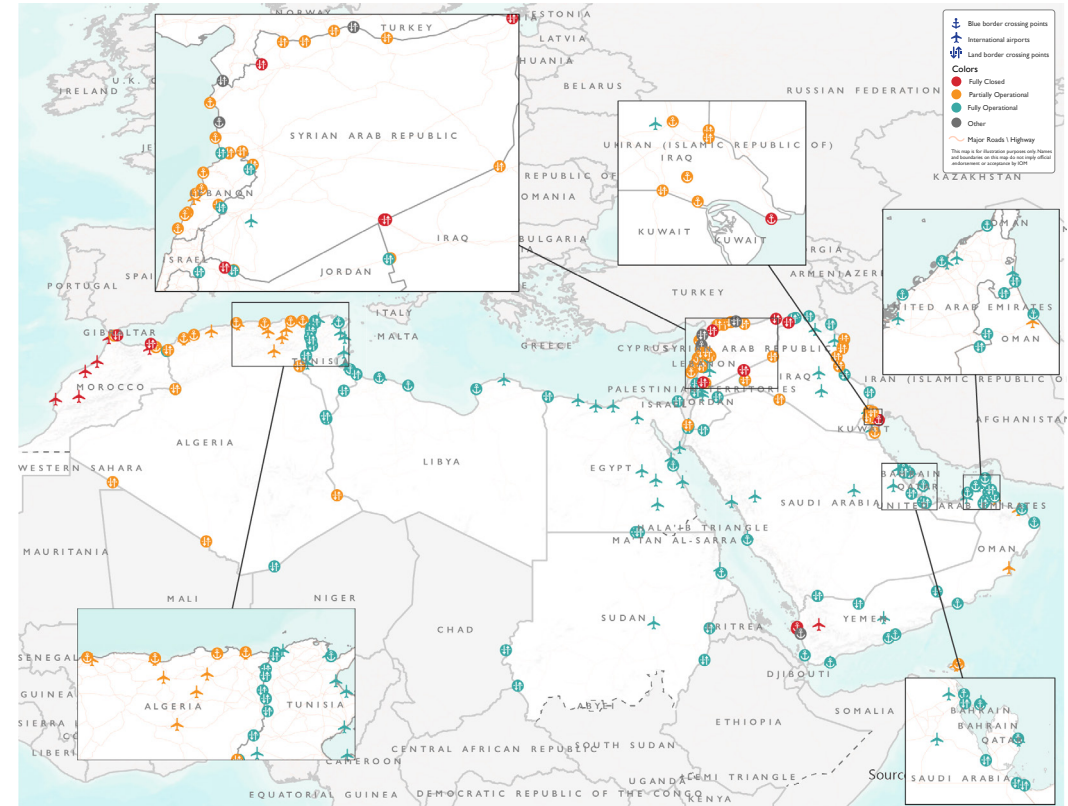 NORWAY
ESTONIA
LATVIA
HUANIA
U.K.
IRELAND
BELARUS
RUSSIAN FEDERATION
KAZAKHSTAN
Blue border crossing points
International airports
Land border crossing points
Colors
Fully Closed
Partially Operational
Fully Operational
Other
Major Roads \ Highway
This map is for illustration purposes only. Names
and boundaries on this map do not imply official
endorsement or acceptance by IOM
TURKEY
SYRIAN ARAB REPUBLIC
LEBANON
ISRAEL
JORDAN
IRAQ
IRAN (ISLAMIC REPUBLIC OF)
IRAQ
KUWAIT
KUWAIT
REPUBLIC OF
OMANIA
BULGARIA
OMAN
UNITED ARAB EMIRATES
OMAN
PORTUGAL
SPAI
GIBRALTAR
ITALY
MALTA
GREECE
TURKEY
RGIA
ARMENIA
AZERI
CYPRUS
SYRIAN ARAB REPUBLIC
LEBANON
PALESTINIAN TERRITORIES
ISRAEL
JORDAN
IRAQ
IRAN (ISLAMIC REPUBLIC O
AFGHANISTAN
KUWAIT
MOROCCO
TUNISIA
ALGERIA
LIBYA
EGYPT
WESTERN SAHARA
BAHRAIN
QATAR
SAUDI ARABIA
UNITED ARAB EMIRATES
HALA'IB TRIANGLE
MA'TAN AL-SARRA
OMAN
MAURITANIA
MALI
NIGER
CHAD
SUDAN
ERITREA
YEMEN
DJIBOUTI
SENEGAL
GUINEA
SIERRA L
LIBERI
ALGERIA
TUNISIA
ABYEI
ETHIOPIA
SOMALIA
BAHRAIN
BAHRAIN
QATAR
SAUDI ARABIA
CENTRAL AFRICAN REPUBLIC
SOUTH SUDAN
CAMEROON
UGANDA
ILEMI TRIANGLE
EQUATORIAL GUINEA
DEMOCRATIC REPUBLIC OF THE CONGO
KENYA
Sourc